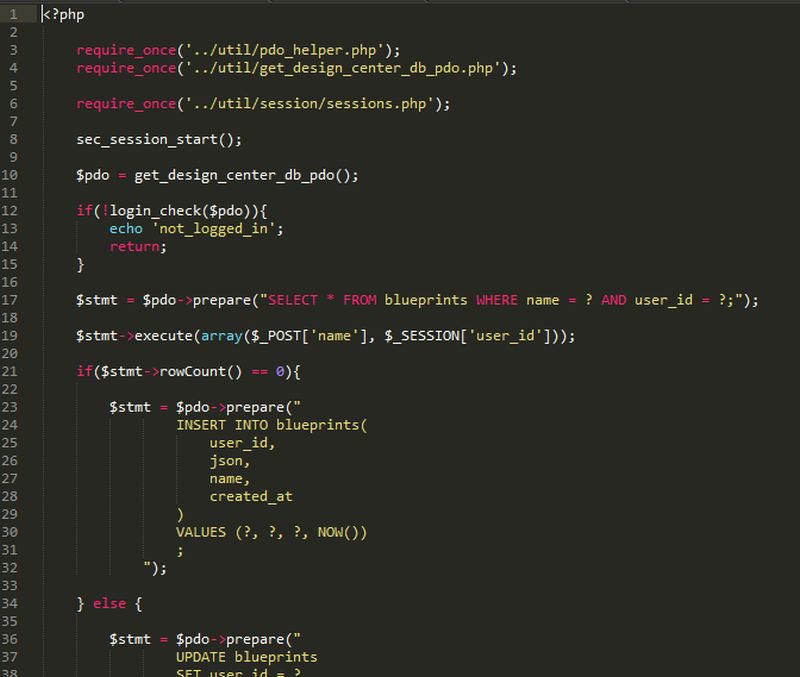 1 <?php
2
3 require_once('../util/pdo_helper.php');
4 require_once('../util/get_design_center_db_pdo.php');
5
6 require_once('../util/session/sessions.php');
7
8 sec_session_start();
9
10 $pdo = get_design_center_db_pdo();
11
12 if(!login_check($pdo)){
13 echo 'not_logged_in';
14 return;
15 }
16
17 $stmt = $pdo->prepare("SELECT * FROM blueprints WHERE name = ? AND user_id = ?;");
18
19 $stmt->execute(array($_POST['name'], $_SESSION['user_id']));
20
21 if($stmt->rowCount() == 0){
22
23 $stmt = $pdo->prepare("
24 INSERT INTO blueprints(
25 user_id,
26 json,
27 name,
28 created_at
29 )
30 VALUES (?, ?, ?, NOW())
31 ;
32 ");
33
34 } else {
35
36 $stmt = $pdo->prepare("
37 UPDATE blueprints
38 SET user_id = ?